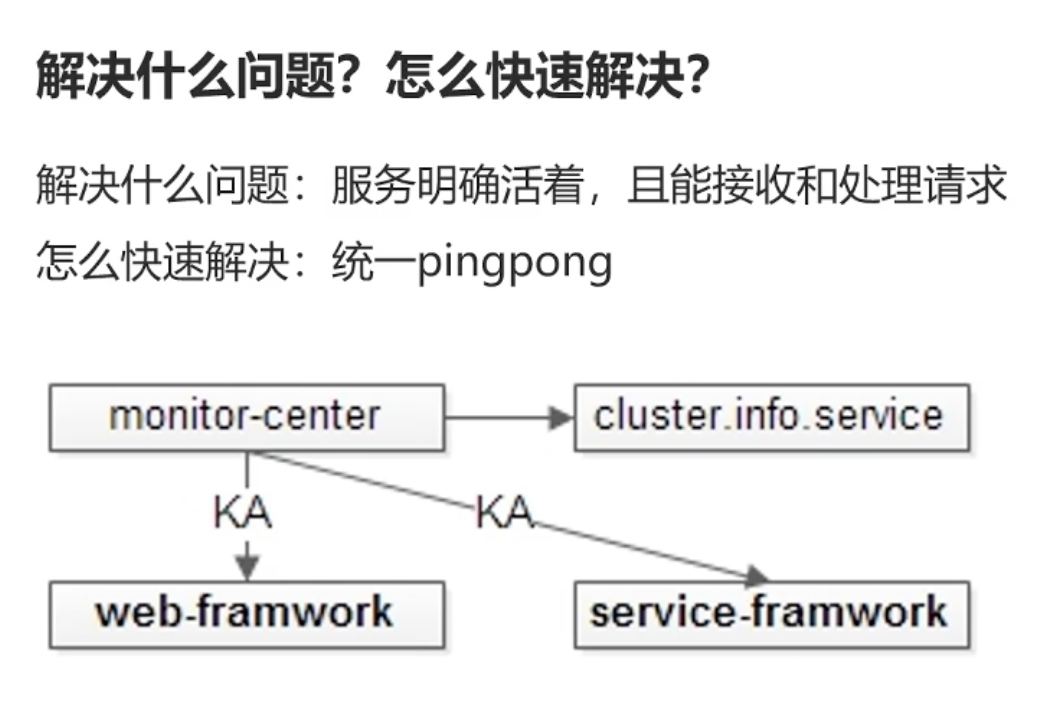 解决什么问题？怎么快速解决？
解决什么问题：服务明确活着，且能接收和处理请求
怎么快速解决：统一pingpong
monitor-center
cluster.info.service
KA
KA
web-framwork
service-framwork